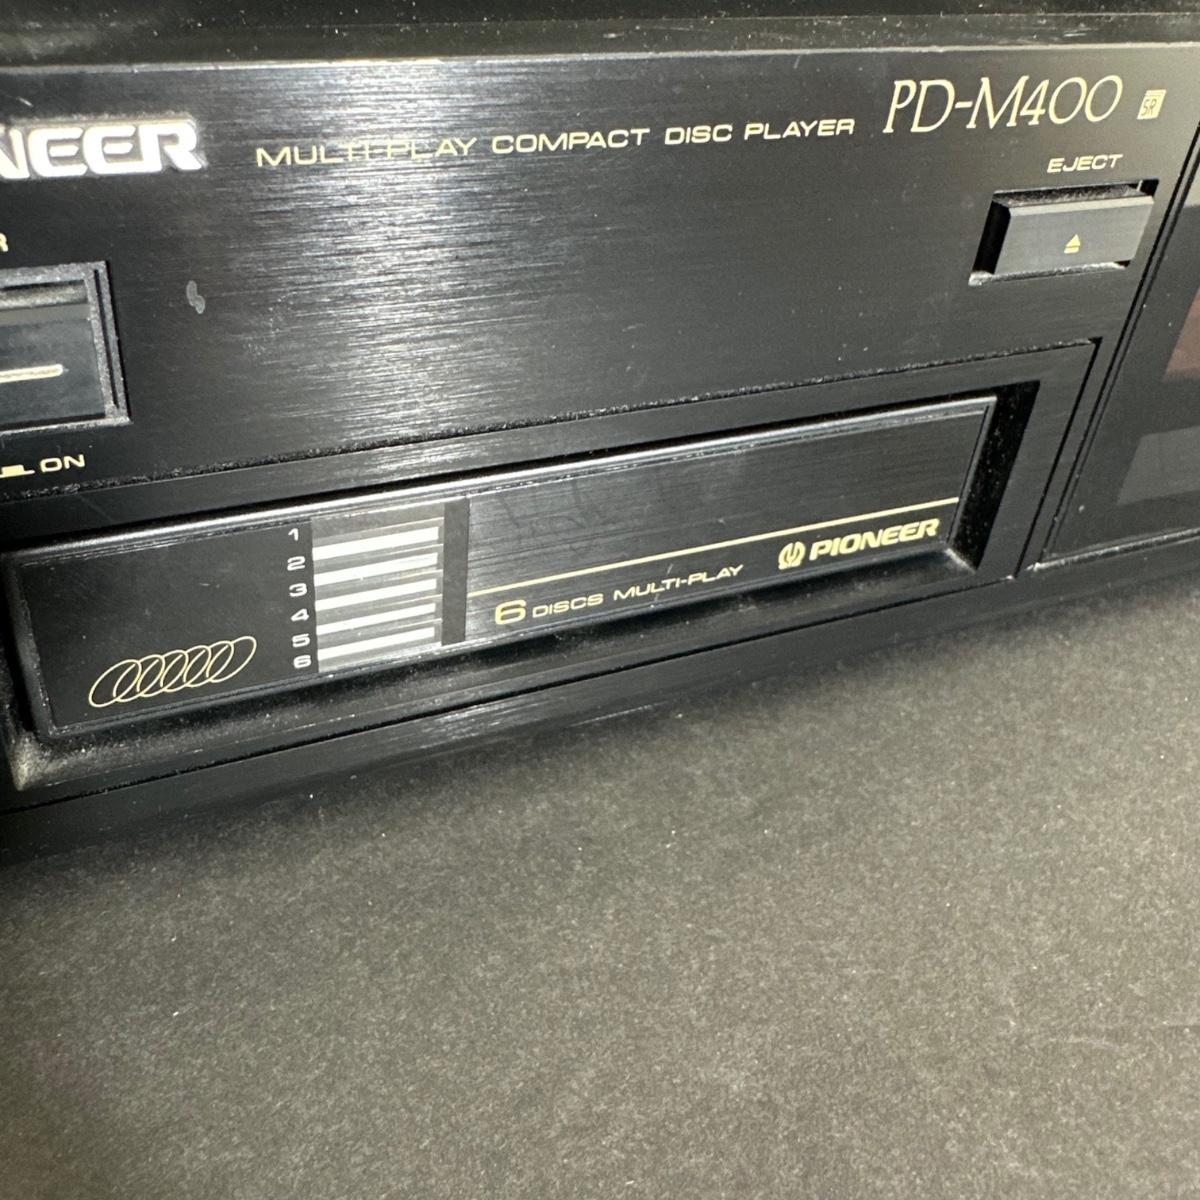 NEER MULTI-PLAY COMPACT DISC PLAYER PD-M400 SR
EJECT
R
ON
1
2
3
4
5
6
6 DISCS MULTI-PLAY PIONEER